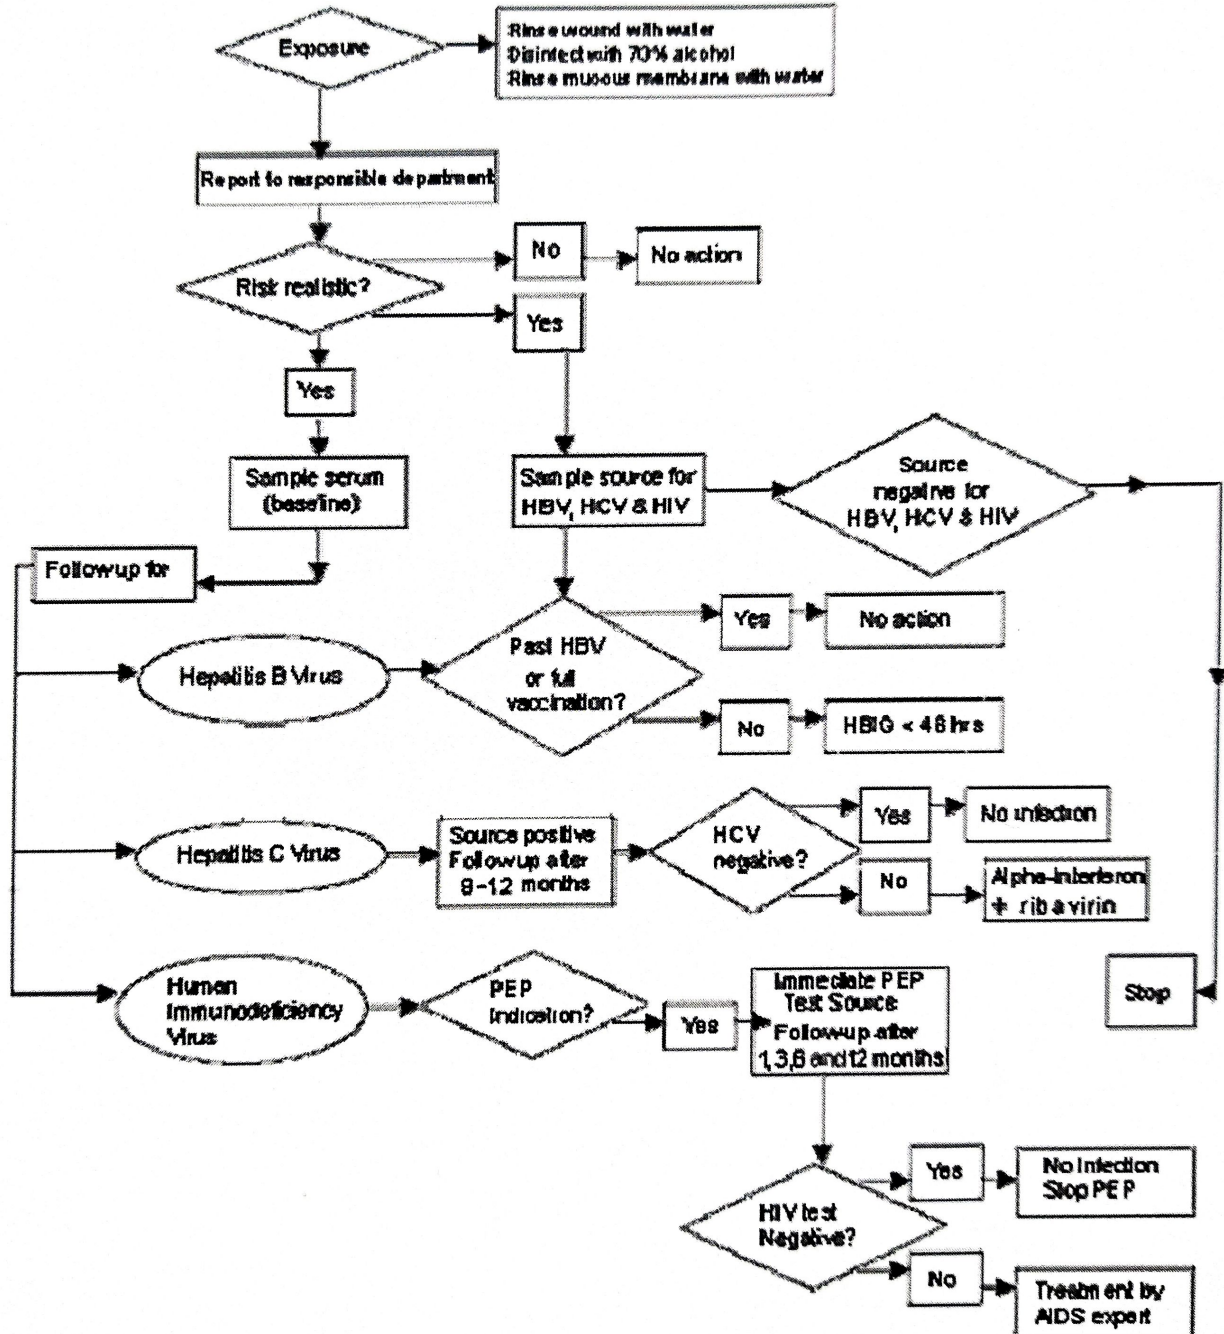 Exposure
Rinse wound with water
Disinfect with 70% alcohol
Rinse mucous membrane with water
Report to responsible department
Risk realistic?
No
No action
Yes
Yes
Sample serum
(baseline)
Sample source for
HBV, HCV & HIV
Source
negative for
HBV, HCV & HIV
Followup for
Hepatitis B Virus
Past HBV
or full
vaccination?
Yes
No action
No
HBIG < 48 hrs
Hepatitis C Virus
Source positive
Followup after
9-12 months
HCV
negative?
Yes
No infection
No
Alpha-interferon
+ ribavirin
Human
Immunodeficiency
Virus
PEP
indication?
Yes
Immediate PEP
Test Source
Followup after
1,3,6 and 12 months
Stop
HIV test
Negative?
Yes
No Infection
Stop PEP
No
Treatment by
AIDS expert